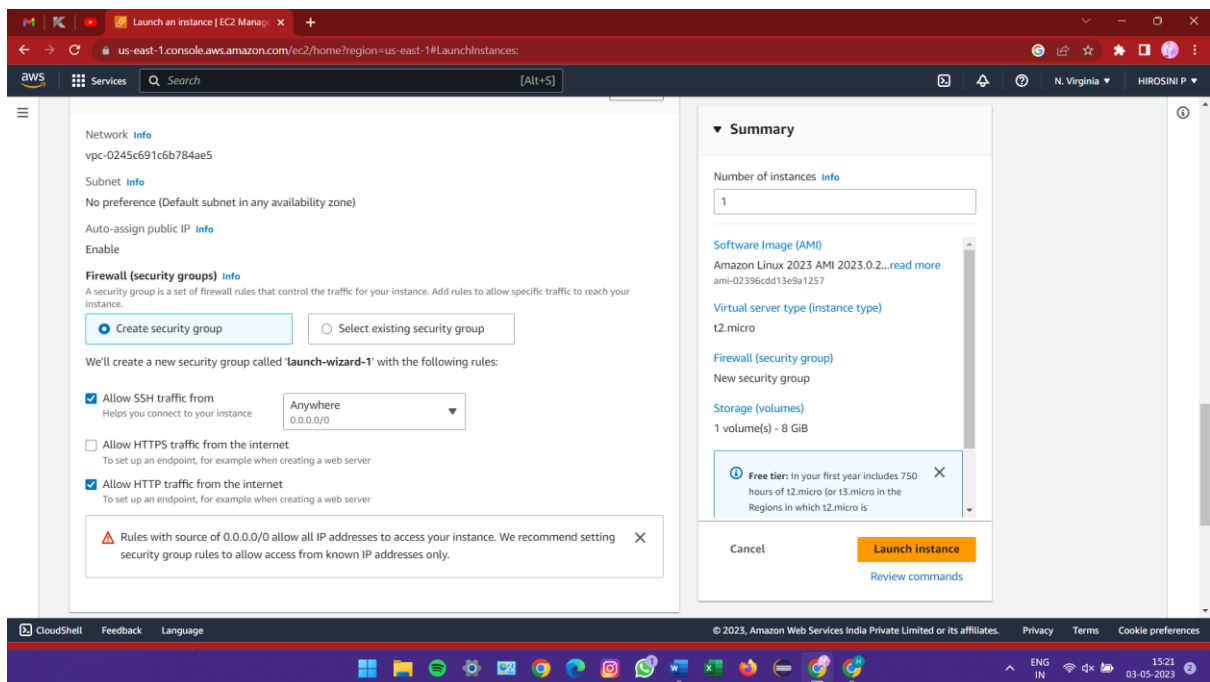 Launch an instance | EC2 Manag
us-east-1.console.aws.amazon.com/ec2/home?region=us-east-1#LaunchInstances:
aws Services Search [Alt+S] N. Virginia HIROSINI P
Network Info
vpc-0245c691c6b784ae5
Subnet Info
No preference (Default subnet in any availability zone)
Auto-assign public IP Info
Enable
Firewall (security groups) Info
A security group is a set of firewall rules that control the traffic for your instance. Add rules to allow specific traffic to reach your
instance.
Create security group
Select existing security group
We'll create a new security group called 'launch-wizard-1' with the following rules:
Allow SSH traffic from
Helps you connect to your instance
Anywhere
0.0.0.0/0
Allow HTTPS traffic from the internet
To set up an endpoint, for example when creating a web server
Allow HTTP traffic from the internet
To set up an endpoint, for example when creating a web server
Rules with source of 0.0.0.0/0 allow all IP addresses to access your instance. We recommend setting
security group rules to allow access from known IP addresses only.
Summary
Number of instances Info
1
Software Image (AMI)
Amazon Linux 2023 AMI 2023.0.2...read more
ami-02396cdd13e9a1257
Virtual server type (instance type)
t2.micro
Firewall (security group)
New security group
Storage (volumes)
1 volume(s) - 8 GiB
Free tier: In your first year includes 750
hours of t2.micro (or t3.micro in the
Regions in which t2.micro is
Cancel
Launch instance
Review commands
CloudShell Feedback Language © 2023, Amazon Web Services India Private Limited or its affiliates. Privacy Terms Cookie preferences
ENG
IN
15:21
03-05-2023
2